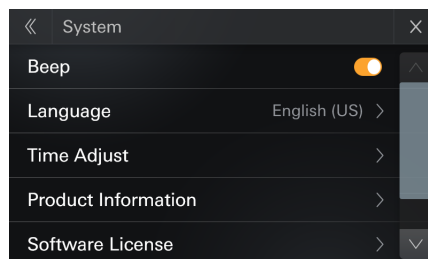 System
Beep
Language English (US)
Time Adjust
Product Information
Software License